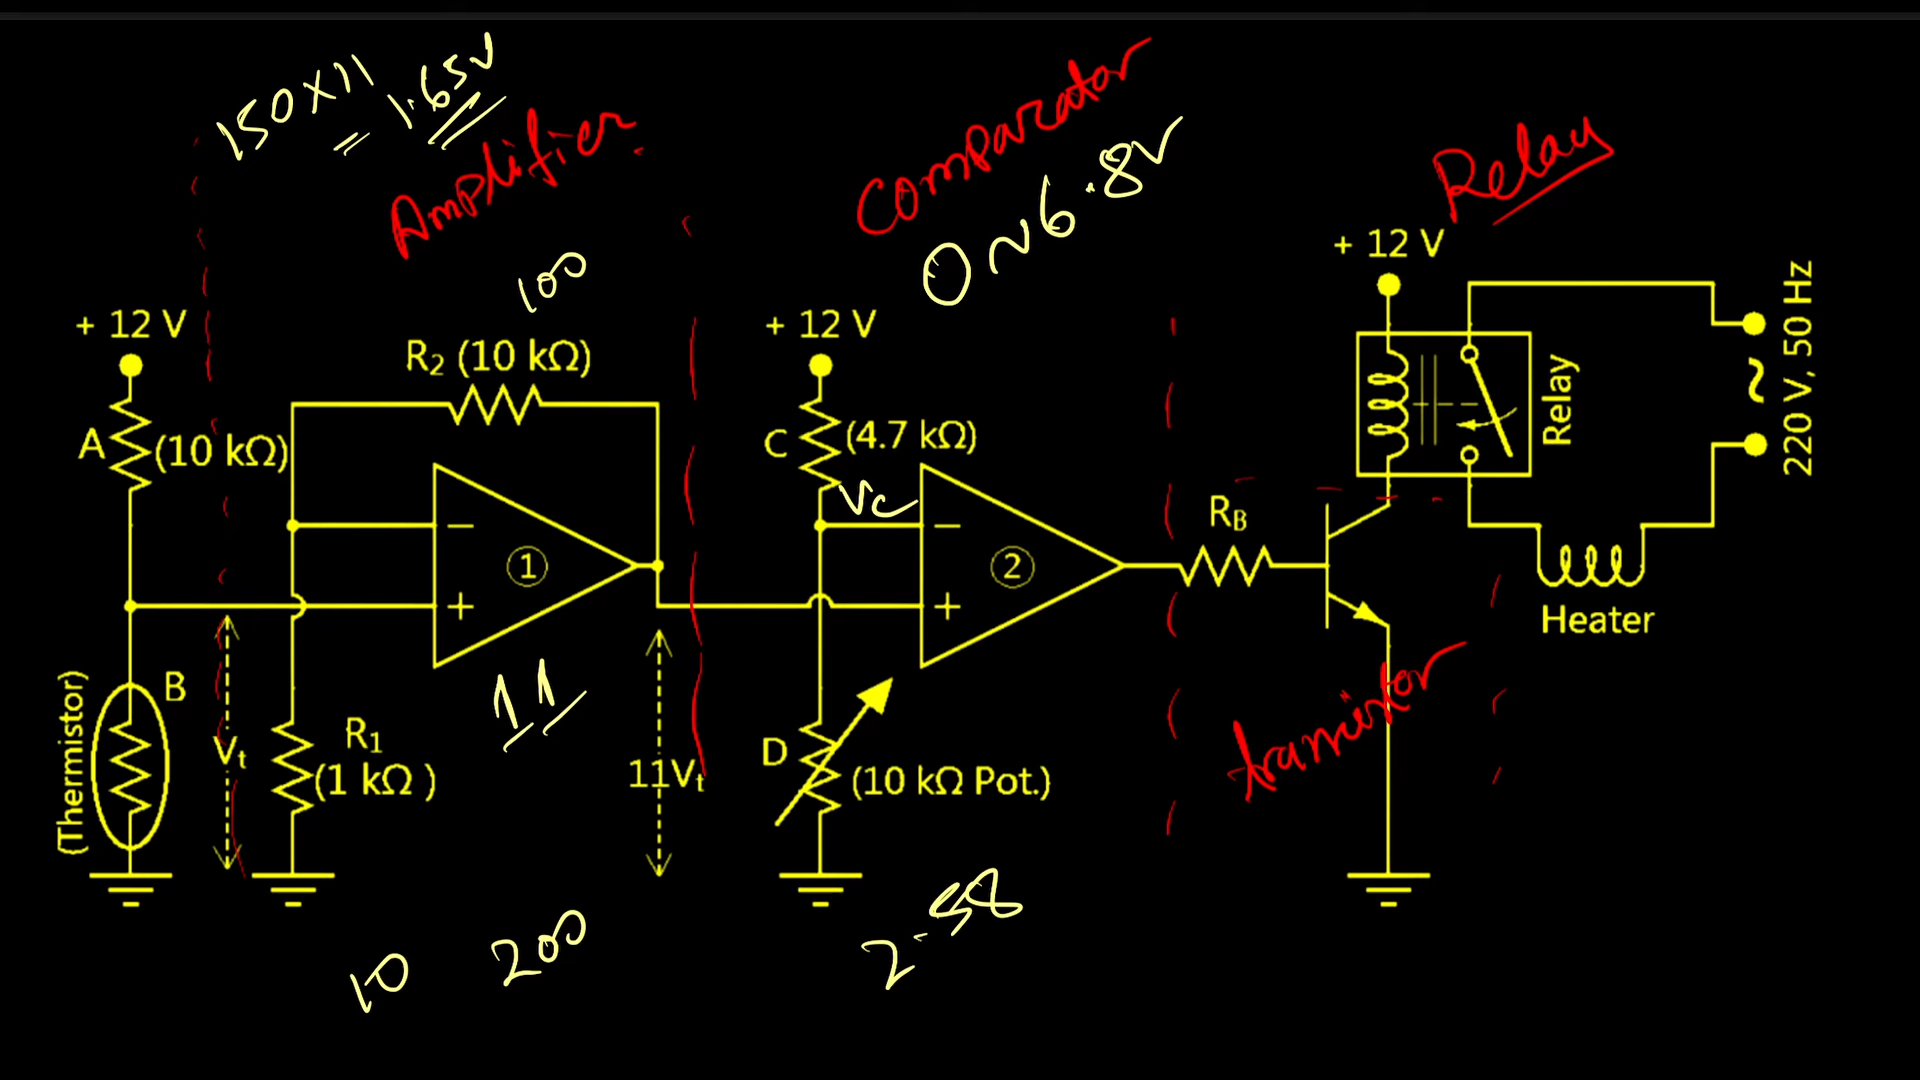 150 X 11
= 1.65V
Amplifier.
Comparator
0 ~ 6.8V
Relay
100
+ 12 V
+ 12 V
+ 12 V
R2 (10 kΩ)
A
(10 kΩ)
C
(4.7 kΩ)
Vc
Relay
220 V, 50 Hz
~
−
①
+
−
②
+
RB
Heater
(Thermistor)
B
Vt
R1
(1 kΩ )
11
11Vt
D
(10 kΩ Pot.)
transistor
10
200
2.58